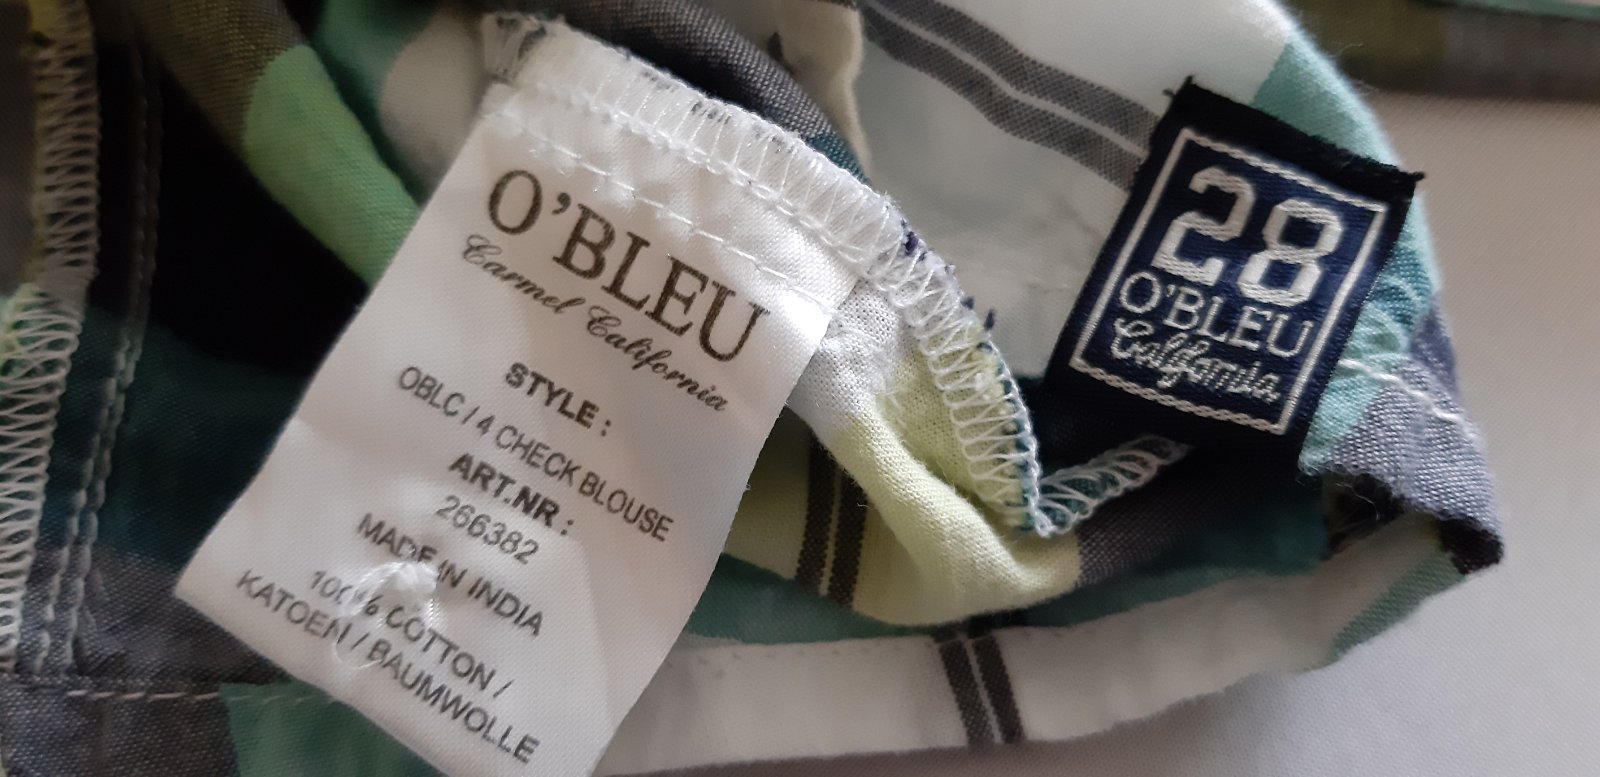 O'BLEU
Carmel California
STYLE :
OBLC / 4 CHECK BLOUSE
ART.NR :
266382
MADE IN INDIA
100% COTTON /
KATOEN / BAUMWOLLE
28
O'BLEU
California